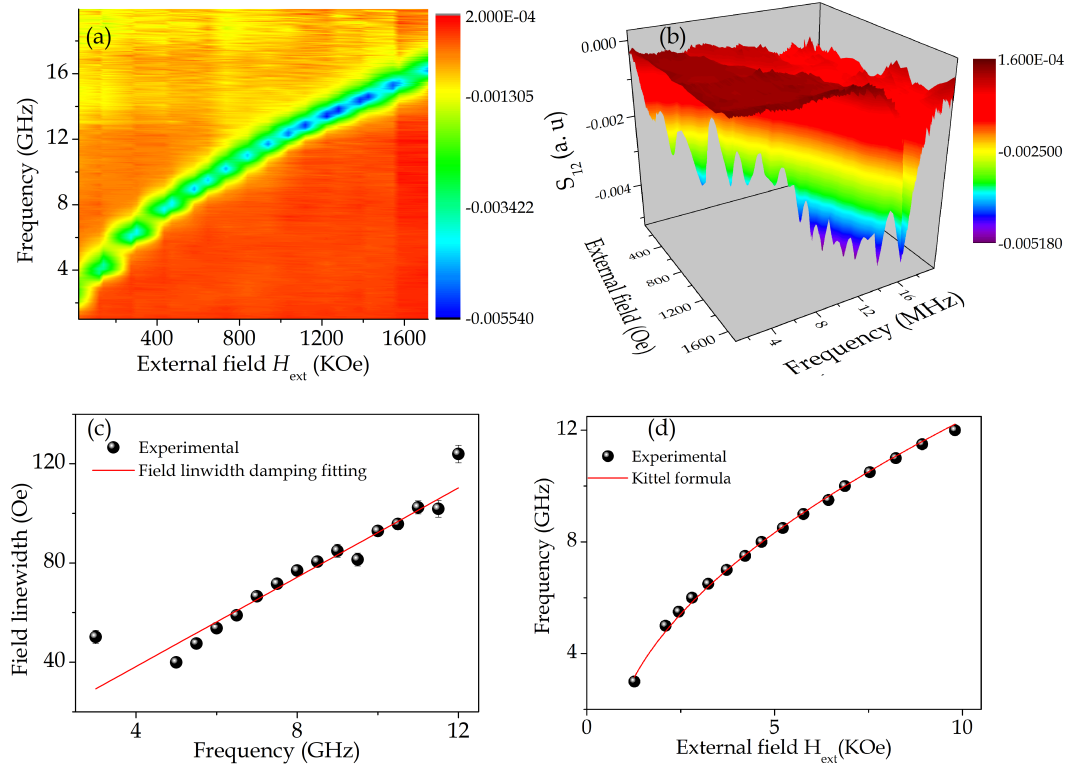 (a)
16
12
8
4
Frequency (GHz)
400
800
1200
1600
External field H_ext (KOe)
2.000E-04
-0.001305
-0.003422
-0.005540
(b)
0.000
-0.002
-0.004
S_12 (a. u)
400
800
1200
1600
External field (Oe)
4
8
12
16
Frequency (MHz)
1.600E-04
-0.002500
-0.005180
(c)
Experimental
Field linwidth damping fitting
120
80
40
Field linewidth (Oe)
4
8
12
Frequency (GHz)
(d)
Experimental
Kittel formula
12
8
4
Frequency (GHz)
0
5
10
External field H_ext(KOe)